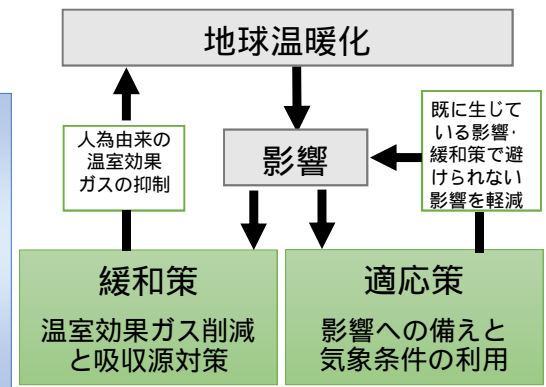 地球温暖化
人為由来の
温室効果
ガスの抑制
影響
既に生じて
いる影響・
緩和策で避
けられない
影響を軽減
緩和策
温室効果ガス削減
と吸収源対策
適応策
影響への備えと
気象条件の利用